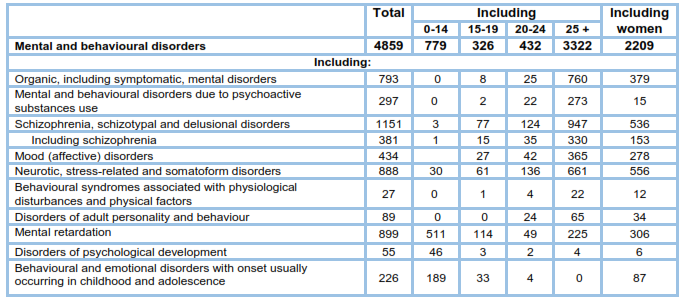 Total Including Including women
0-14 15-19 20-24 25 +
Mental and behavioural disorders 4859 779 326 432 3322 2209
Including:
Organic, including symptomatic, mental disorders 793 0 8 25 760 379
Mental and behavioural disorders due to psychoactive
substances use 297 0 2 22 273 15
Schizophrenia, schizotypal and delusional disorders 1151 3 77 124 947 536
Including schizophrenia 381 1 15 35 330 153
Mood (affective) disorders 434 27 42 365 278
Neurotic, stress-related and somatoform disorders 888 30 61 136 661 556
Behavioural syndromes associated with physiological
disturbances and physical factors 27 0 1 4 22 12
Disorders of adult personality and behaviour 89 0 0 24 65 34
Mental retardation 899 511 114 49 225 306
Disorders of psychological development 55 46 3 2 4 6
Behavioural and emotional disorders with onset usually
occurring in childhood and adolescence 226 189 33 4 0 87